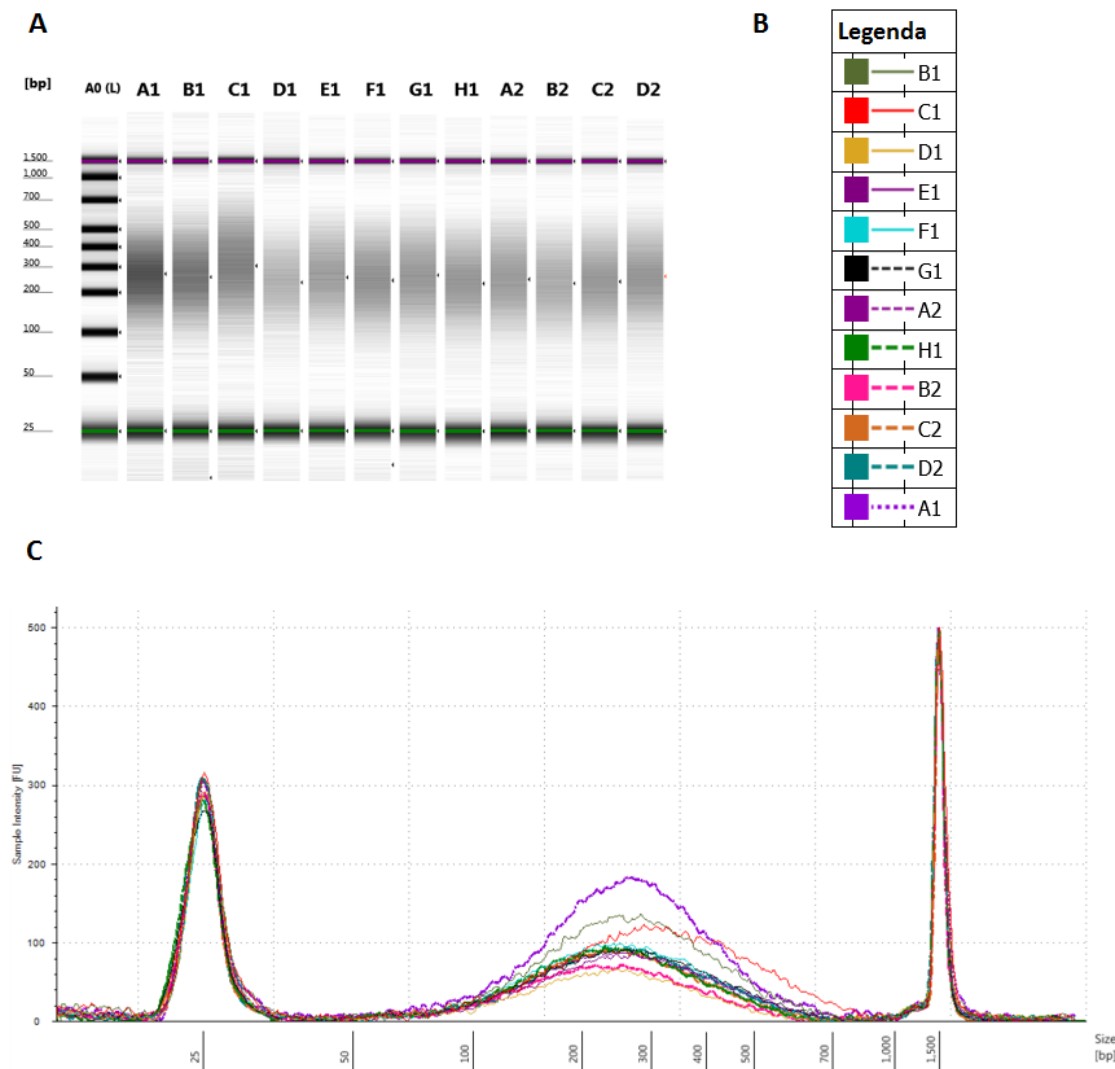 A
B
[bp] A0 (L) A1 B1 C1 D1 E1 F1 G1 H1 A2 B2 C2 D2
1,500
1,000
700
500
400
300
200
100
50
25
Legenda
B1
C1
D1
E1
F1
G1
A2
H1
B2
C2
D2
A1
C
Sample Intensity [FU]
500
400
300
200
100
0
25 50 100 200 300 400 500 700 1,000 1,500
Size
[bp]